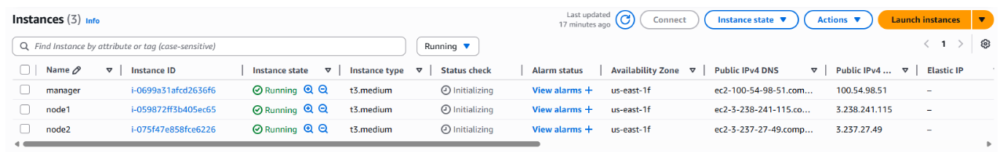 Instances (3) Info
Last updated
17 minutes ago
Connect
Instance state
Actions
Launch instances
Find Instance by attribute or tag (case-sensitive)
Running
1
Name Instance ID Instance state Instance type Status check Alarm status Availability Zone Public IPv4 DNS Public IPv4 ... Elastic IP
manager i-0699a31afcd2636f6 Running t3.medium Initializing View alarms + us-east-1f ec2-100-54-98-51.com... 100.54.98.51 –
node1 i-059872ff3b405ec65 Running t3.medium Initializing View alarms + us-east-1f ec2-3-238-241-115.co... 3.238.241.115 –
node2 i-075f47e858fce6226 Running t3.medium Initializing View alarms + us-east-1f ec2-3-237-27-49.comp... 3.237.27.49 –